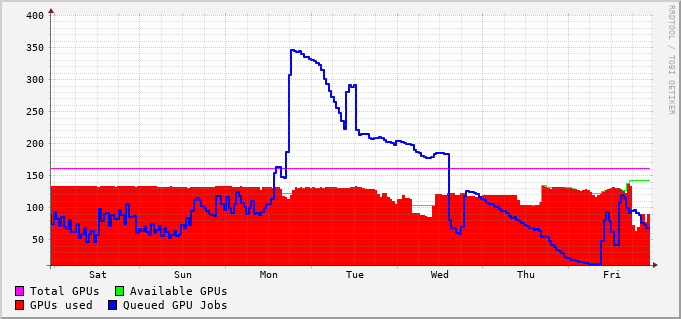 400
350
300
250
200
150
100
50
Sat Sun Mon Tue Wed Thu Fri
Total GPUs Available GPUs
GPUs used Queued GPU Jobs
RRDTOOL / TOBI OETIKER